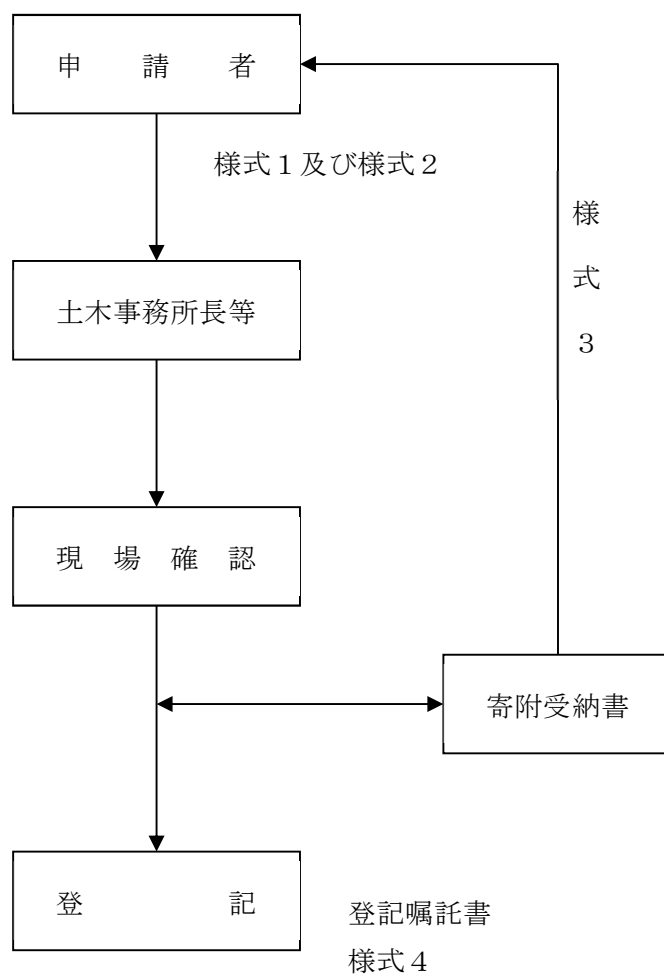 申請者
様式１及び様式２
様式３
土木事務所長等
現場確認
寄附受納書
登記
登記嘱託書
様式４